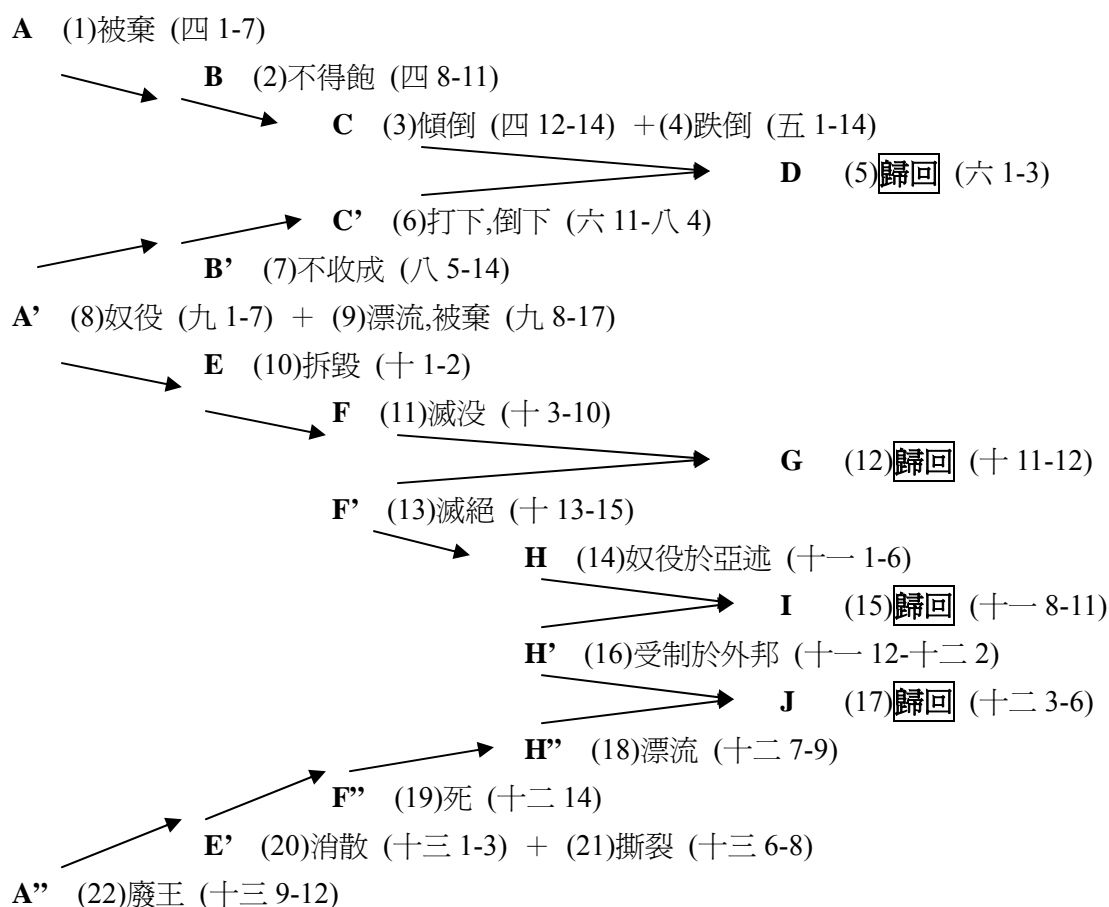 A (1)被棄 (四 1-7)
B (2)不得飽 (四 8-11)
C (3)傾倒 (四 12-14) +(4)跌倒 (五 1-14)
D (5)歸回 (六 1-3)
C’ (6)打下,倒下 (六 11-八 4)
B’ (7)不收成 (八 5-14)
A’ (8)奴役 (九 1-7) + (9)漂流,被棄 (九 8-17)
E (10)拆毀 (十 1-2)
F (11)滅没 (十 3-10)
G (12)歸回 (十 11-12)
F’ (13)滅絕 (十 13-15)
H (14)奴役於亞述 (十一 1-6)
I (15)歸回 (十一 8-11)
H’ (16)受制於外邦 (十一 12-十二 2)
J (17)歸回 (十二 3-6)
H” (18)漂流 (十二 7-9)
F” (19)死 (十二 14)
E’ (20)消散 (十三 1-3) + (21)撕裂 (十三 6-8)
A” (22)廢王 (十三 9-12)